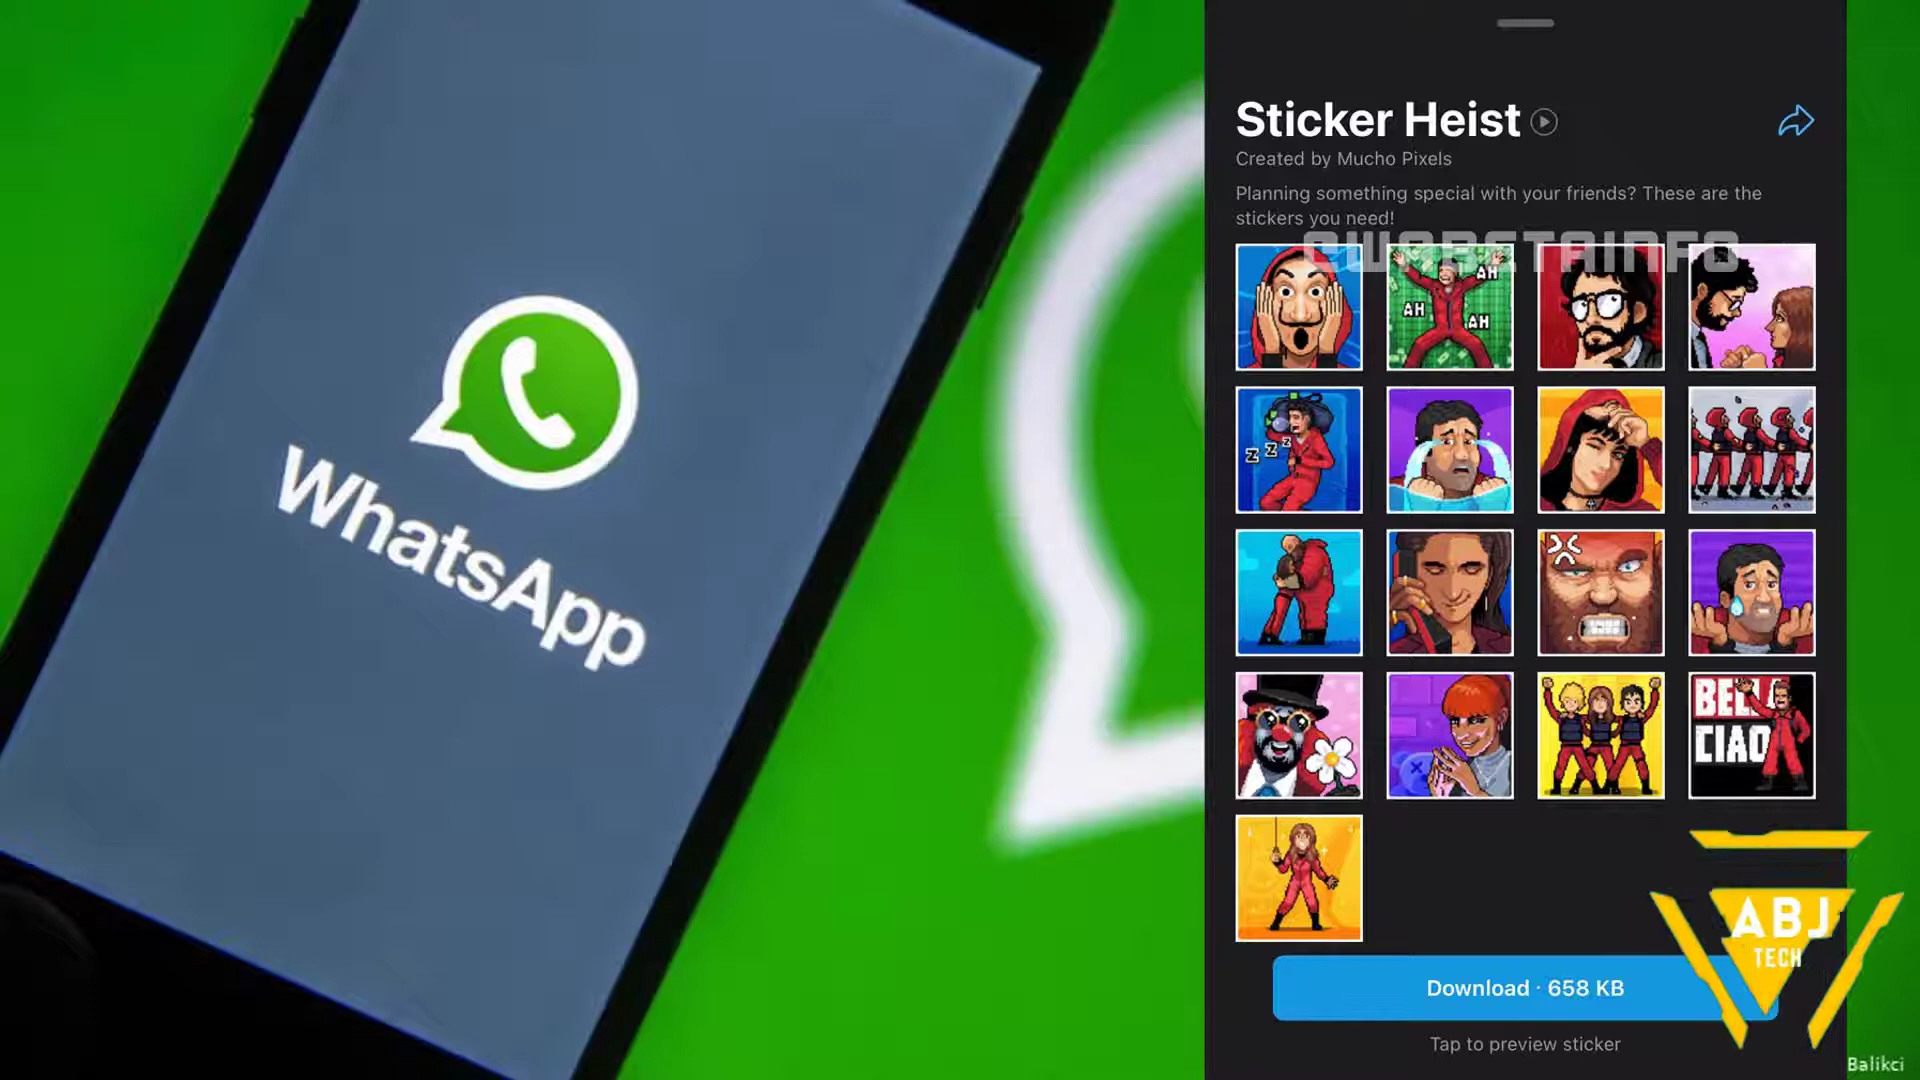 WhatsApp
Sticker Heist
Created by Mucho Pixels
Planning something special with your friends? These are the
stickers you need!
@WABETAINFO
AH
AH
AH
z z z
BELLA
CIAO
ABJ
TECH
Download · 658 KB
Tap to preview sticker
Balikci